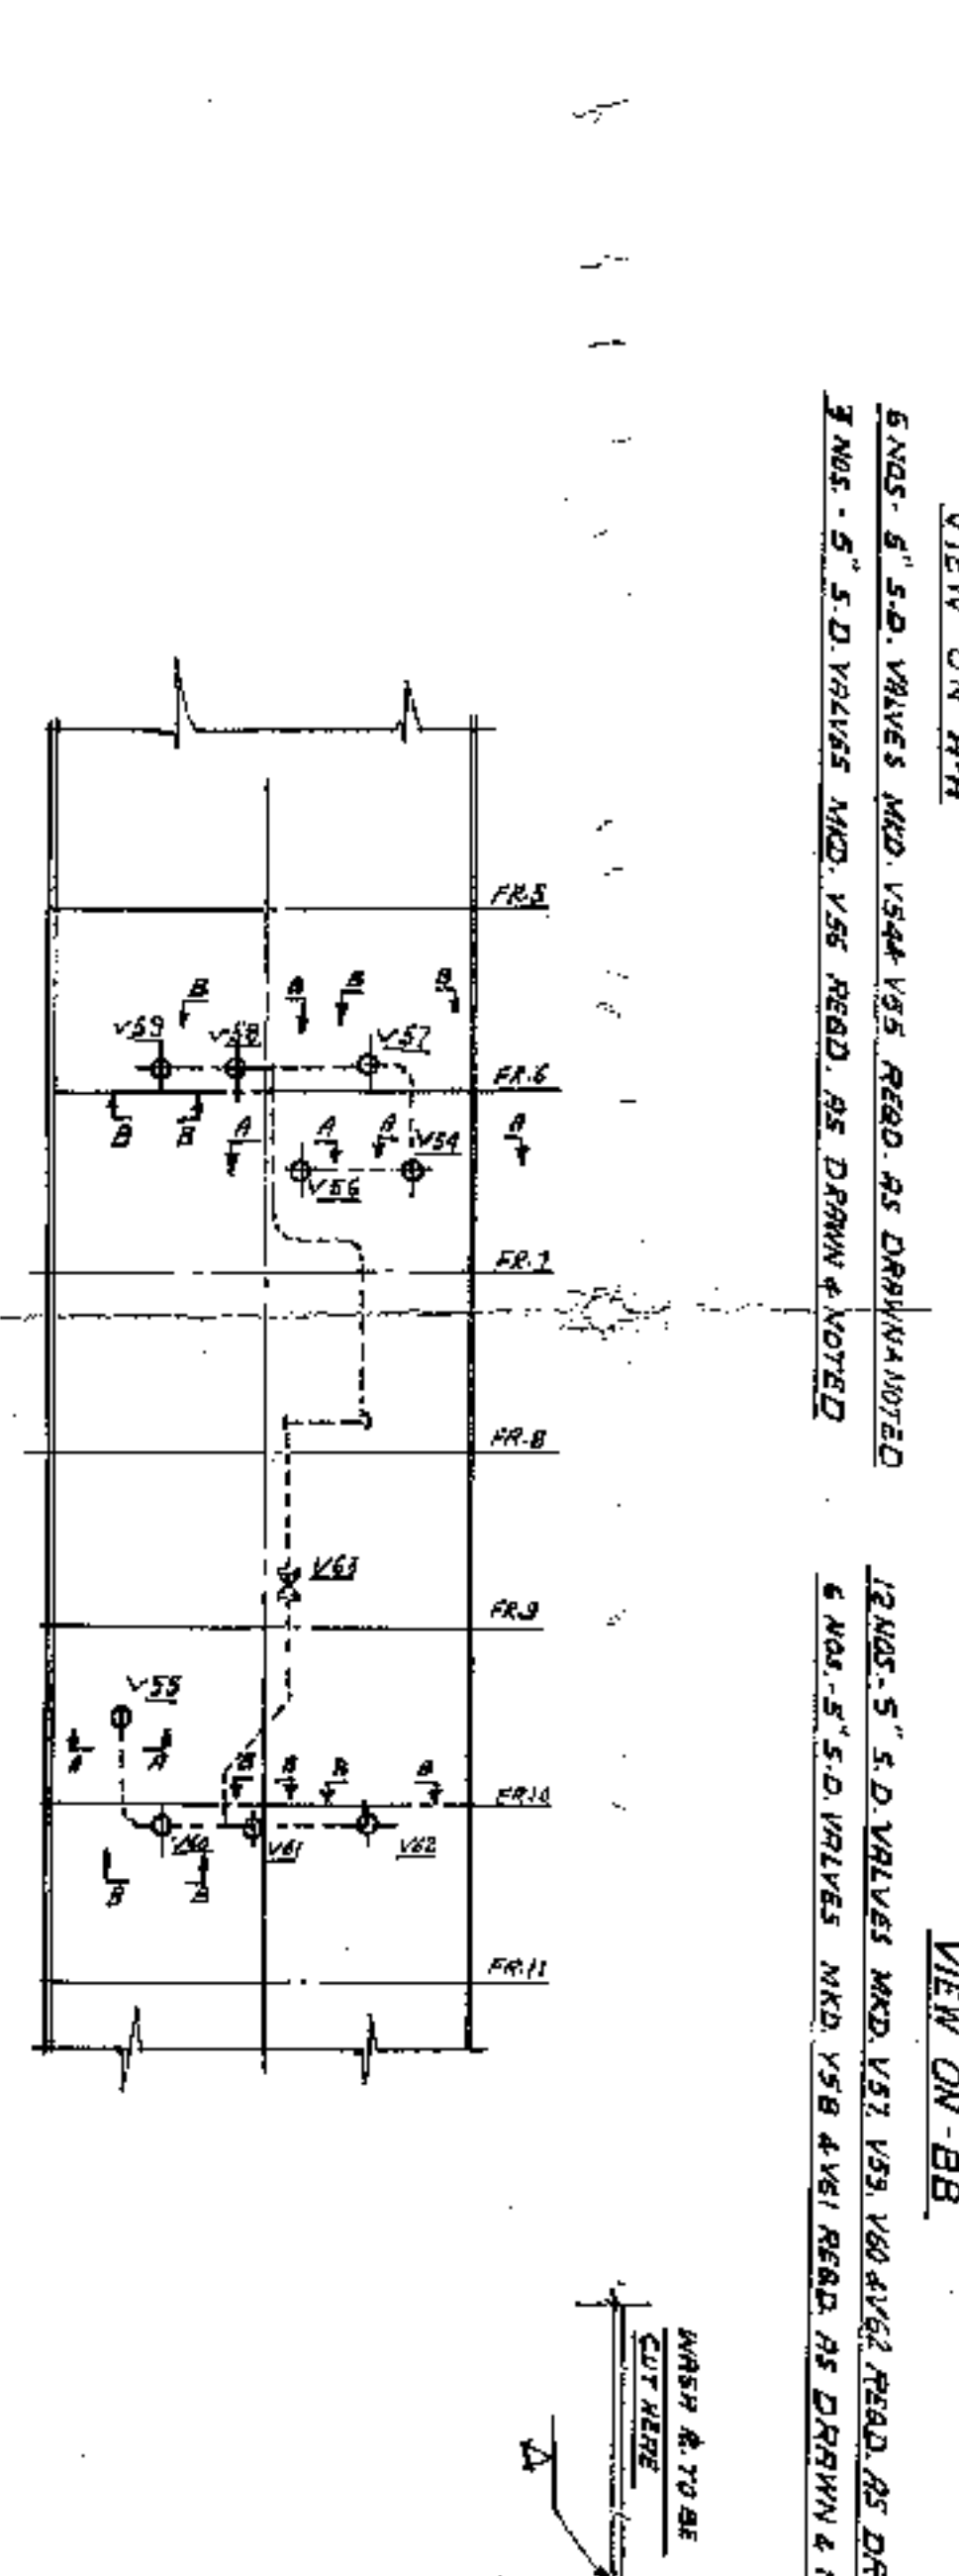 VIEW ON A-A
6 NOS- 5" S.D. VALVES MKD. V54& V55 REQD. AS DRAWN & NOTED
3 NOS. - 5" S.D. VALVES MKD. V56 REQD. AS DRAWN & NOTED
VIEW ON - BB
12 NOS.- 5" S.D. VALVES MKD. V57, V59, V60 & V62 REQD. AS
6 NOS.- 5" S.D. VALVES MKD. V58 & V61 REQD. AS DRAWN &
FR.5
B
B
B
B
V59
V58
V57
FR.6
B
B
A
A
A
A
V54
V56
FR.7
FR.8
V63
FR.9
V55
A
A
B
B
B
B
FR.10
V60
V61
V62
B
B
FR.11
WASH P. TO BE
CUT HERE